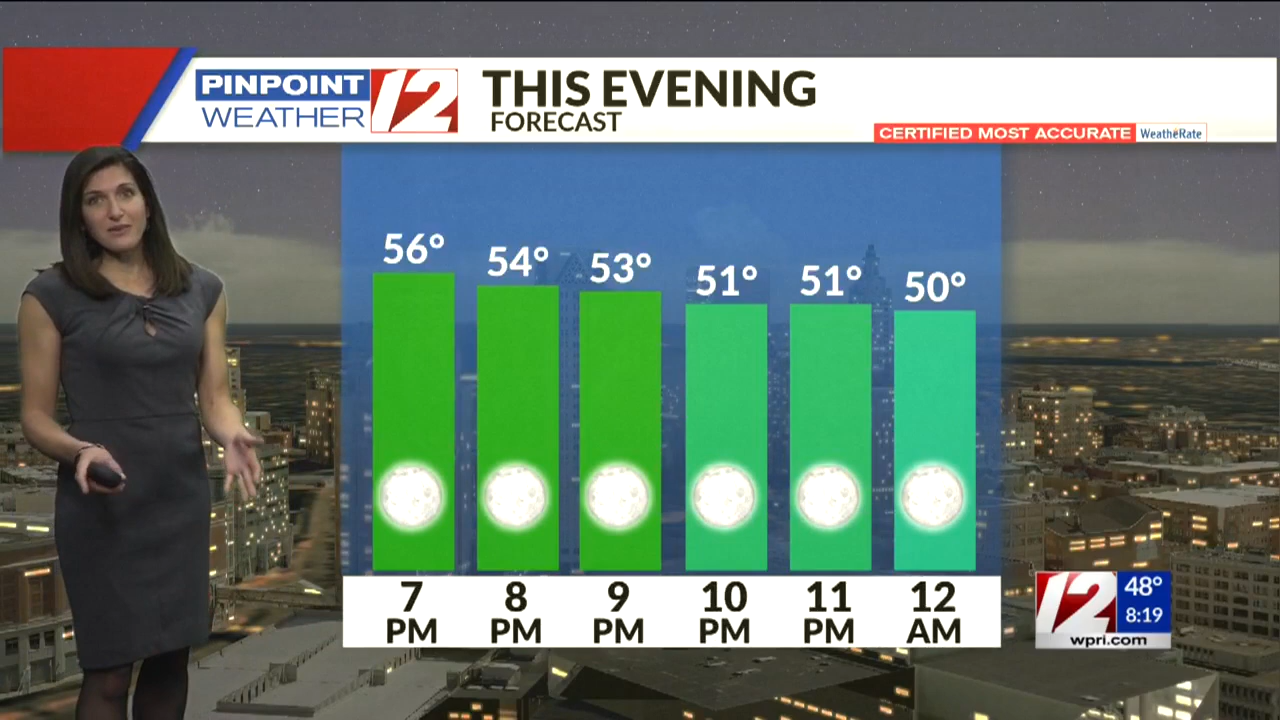 PINPOINT
WEATHER 12
THIS EVENING
FORECAST
CERTIFIED MOST ACCURATE WeatheRate
56° 54° 53° 51° 51° 50°
7 8 9 10 11 12
PM PM PM PM PM AM
12 48°
8:19
wpri.com